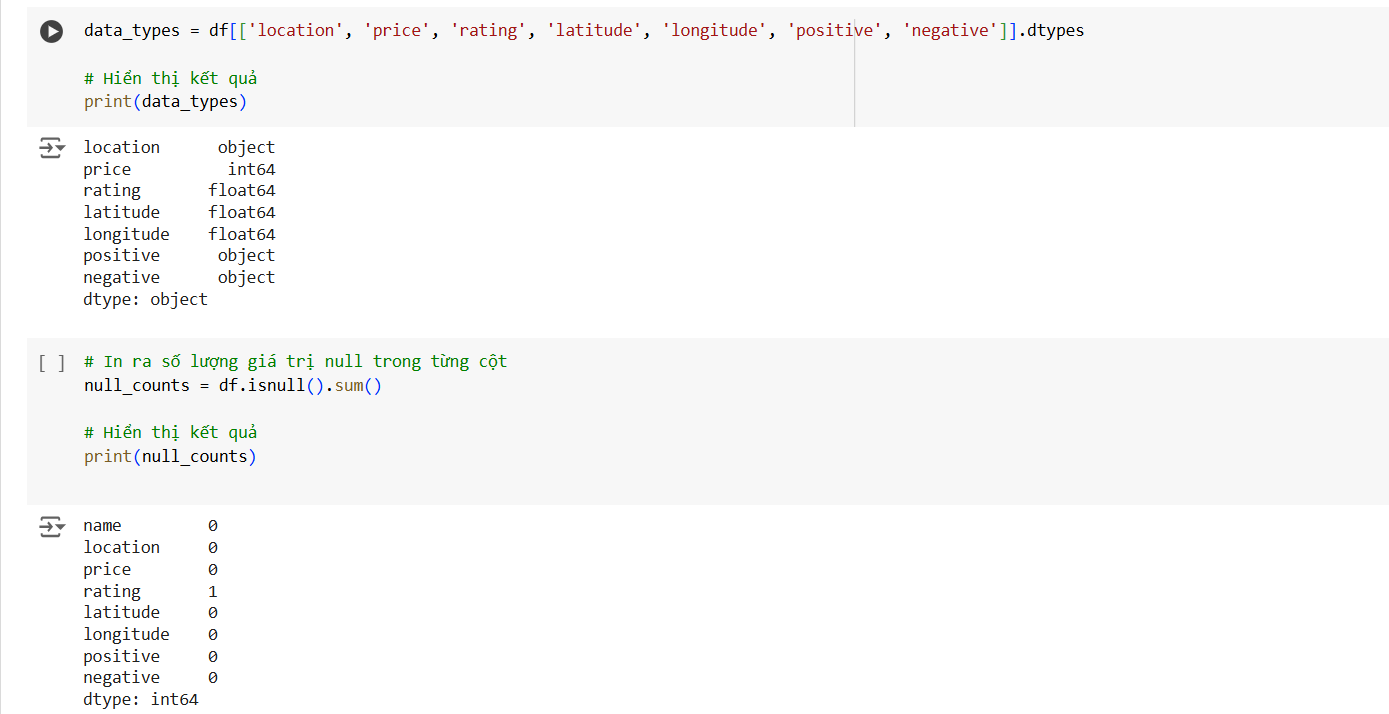 data_types = df[['location', 'price', 'rating', 'latitude', 'longitude', 'positive', 'negative']].dtypes
# Hiển thị kết quả
print(data_types)
location      object
price          int64
rating       float64
latitude     float64
longitude    float64
positive      object
negative      object
dtype: object
[ ] # In ra số lượng giá trị null trong từng cột
null_counts = df.isnull().sum()
# Hiển thị kết quả
print(null_counts)
name         0
location     0
price        0
rating       1
latitude     0
longitude    0
positive     0
negative     0
dtype: int64